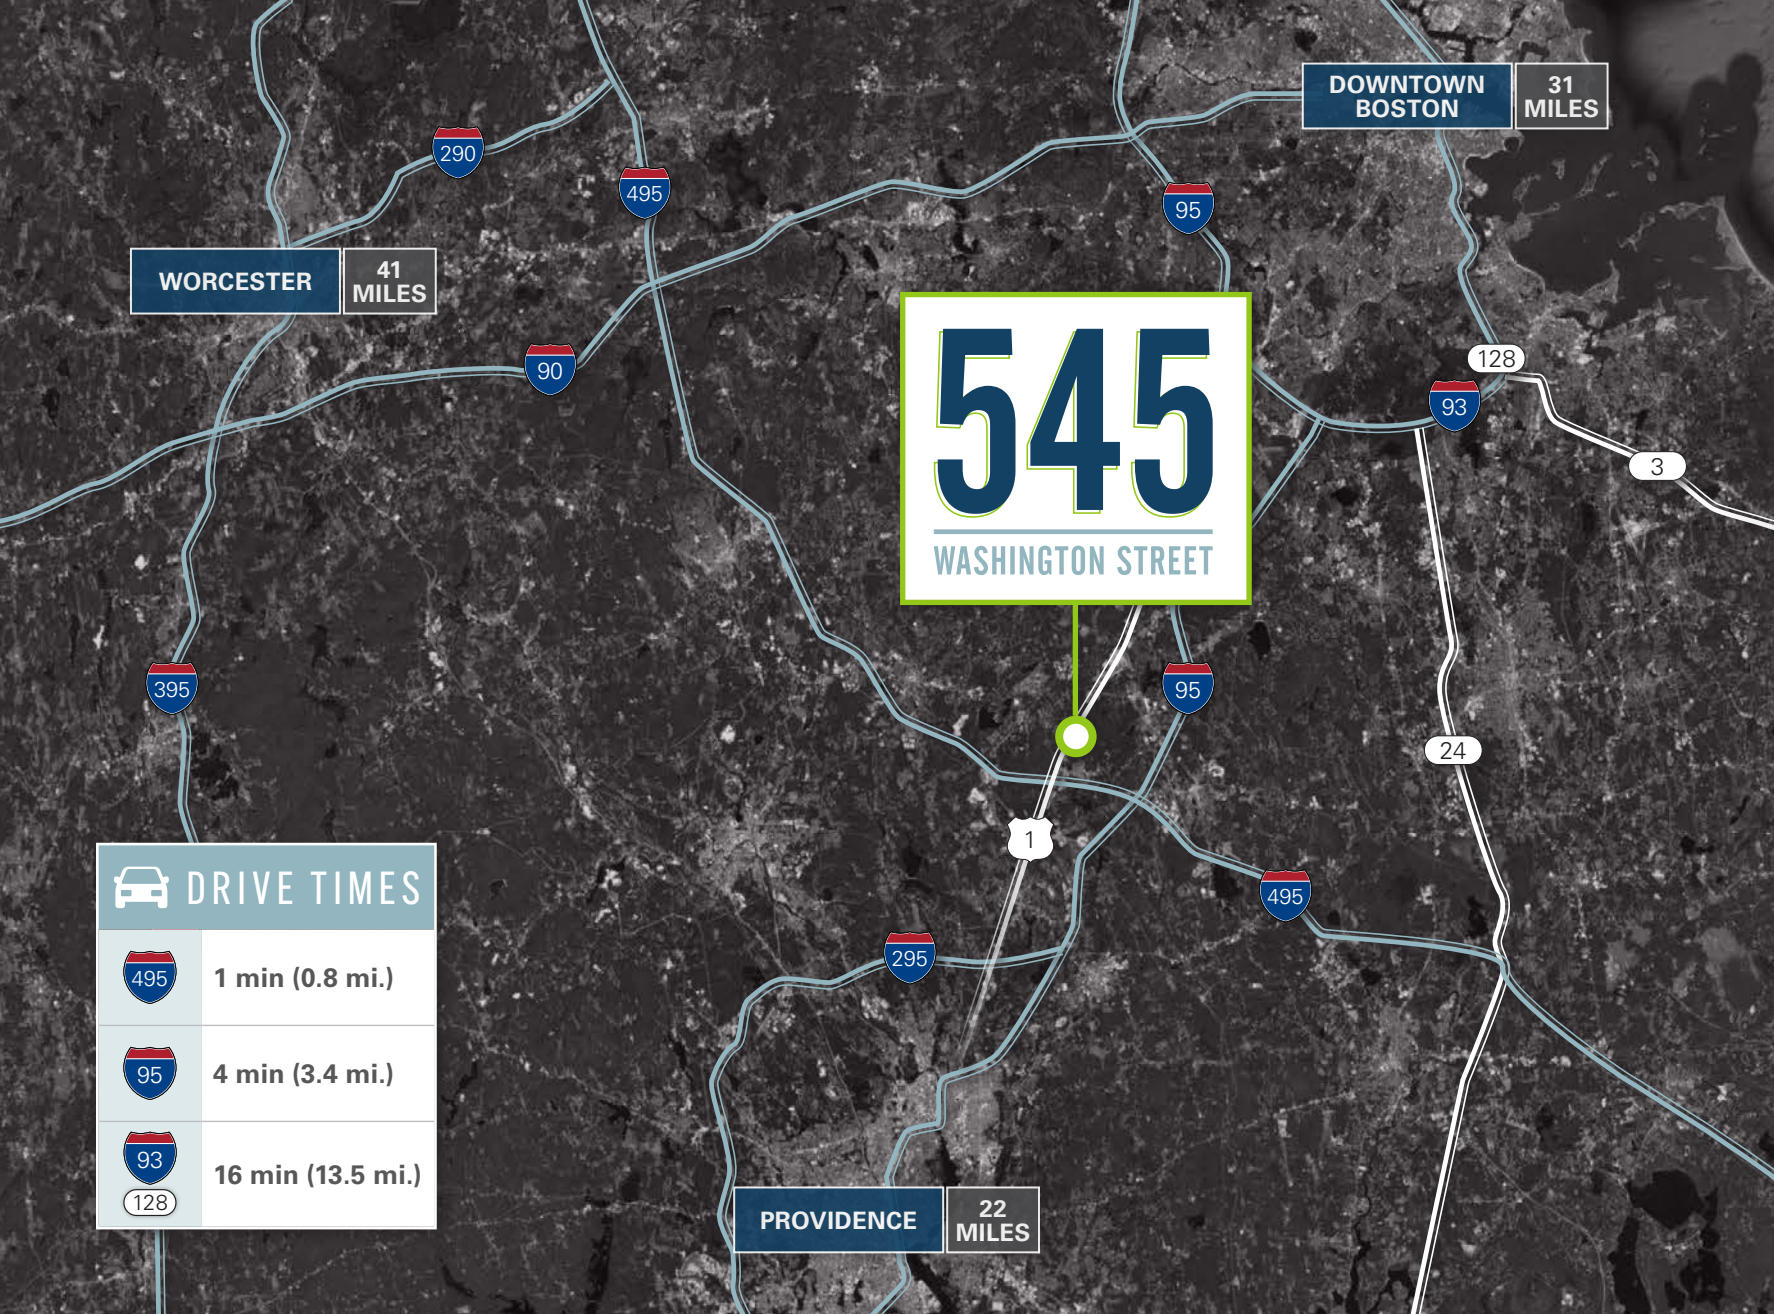 DOWNTOWN
BOSTON
31
MILES
290
495
95
WORCESTER
41
MILES
90
128
93
3
545
WASHINGTON STREET
395
95
24
1
495
295
DRIVE TIMES
495
1 min (0.8 mi.)
95
4 min (3.4 mi.)
93
128
16 min (13.5 mi.)
PROVIDENCE
22
MILES